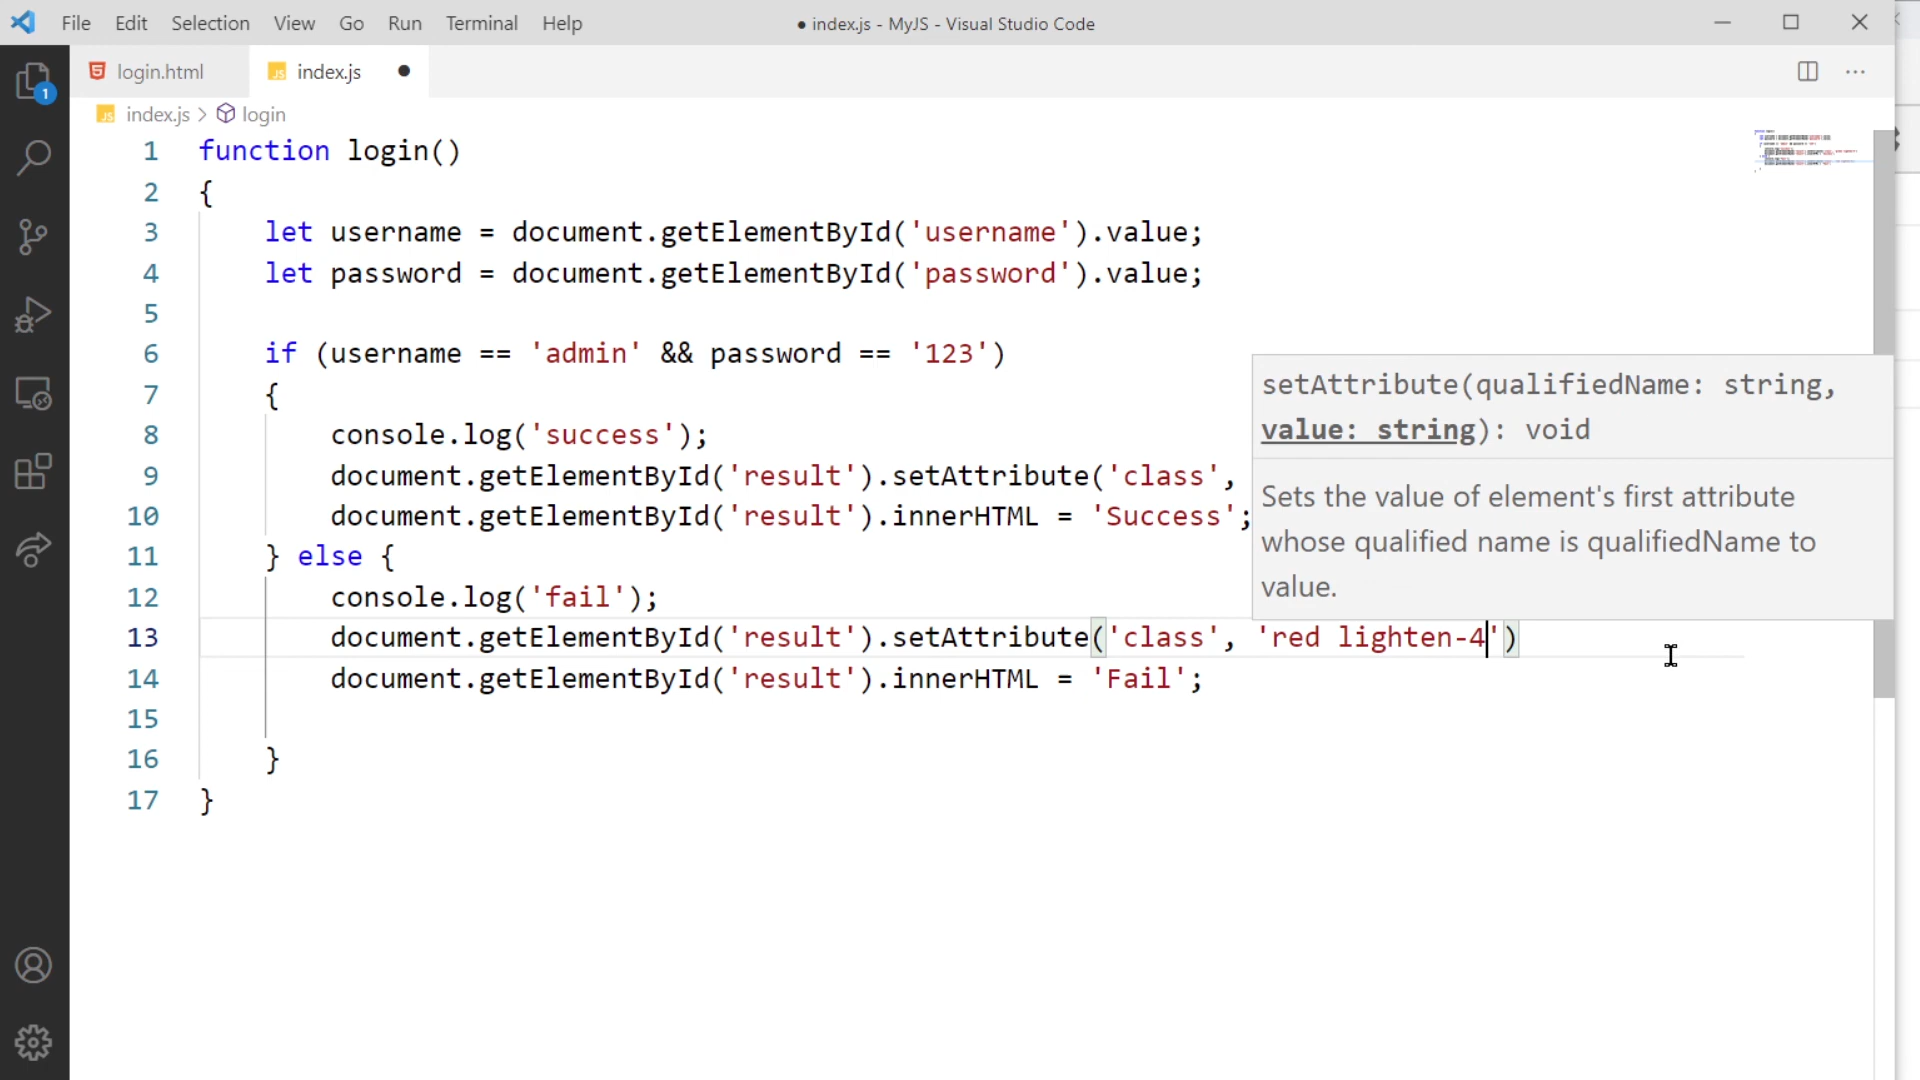 File Edit Selection View Go Run Terminal Help ● index.js - MyJS - Visual Studio Code
login.html JS index.js ●
1
JS index.js > login
1 function login()
2 {
3 let username = document.getElementById('username').value;
4 let password = document.getElementById('password').value;
5
6 if (username == 'admin' && password == '123')
7 {
8 console.log('success');
9 document.getElementById('result').setAttribute('class',
10 document.getElementById('result').innerHTML = 'Success';
11 } else {
12 console.log('fail');
13 document.getElementById('result').setAttribute('class', 'red lighten-4')
14 document.getElementById('result').innerHTML = 'Fail';
15
16 }
17 }
setAttribute(qualifiedName: string,
value: string): void
Sets the value of element's first attribute
whose qualified name is qualifiedName to
value.